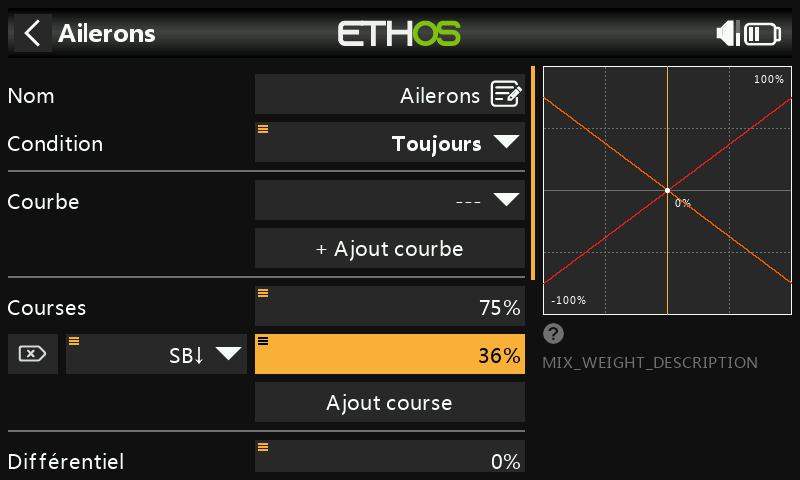 Ailerons
ETHOS
Nom
Ailerons
Condition
Toujours
Courbe
---
+ Ajout courbe
Courses
75%
SB↓
36%
Ajout course
Différentiel
0%
100%
0%
-100%
?
MIX_WEIGHT_DESCRIPTION